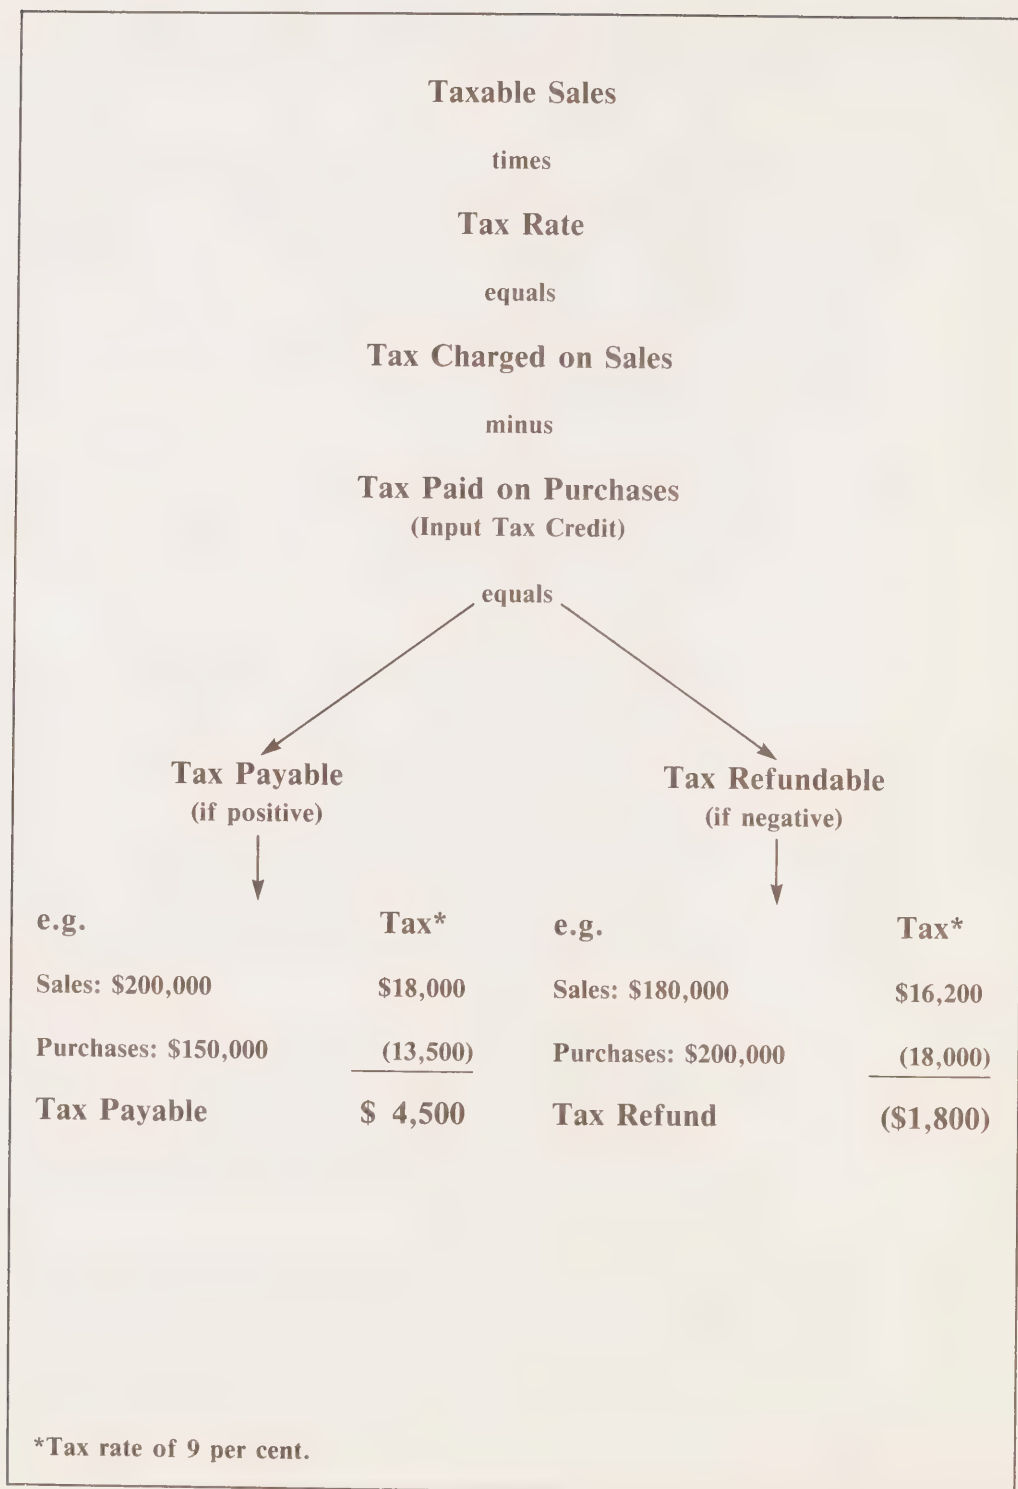 Taxable Sales
times
Tax Rate
equals
Tax Charged on Sales
minus
Tax Paid on Purchases
(Input Tax Credit)
equals
Tax Payable
(if positive)
Tax Refundable
(if negative)
e.g. Tax*
Sales: $200,000 $18,000
Purchases: $150,000 (13,500)
Tax Payable $ 4,500
e.g. Tax*
Sales: $180,000 $16,200
Purchases: $200,000 (18,000)
Tax Refund ($1,800)
*Tax rate of 9 per cent.